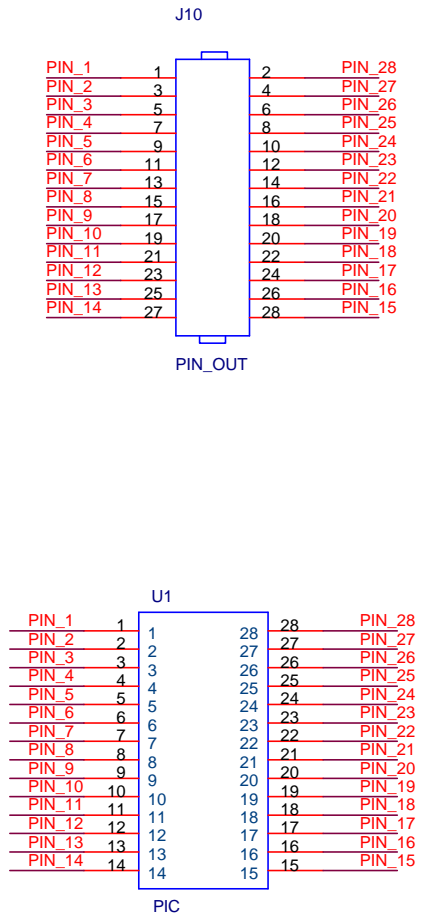 J10
PIN_1 1 2 PIN_28
PIN_2 3 4 PIN_27
PIN_3 5 6 PIN_26
PIN_4 7 8 PIN_25
PIN_5 9 10 PIN_24
PIN_6 11 12 PIN_23
PIN_7 13 14 PIN_22
PIN_8 15 16 PIN_21
PIN_9 17 18 PIN_20
PIN_10 19 20 PIN_19
PIN_11 21 22 PIN_18
PIN_12 23 24 PIN_17
PIN_13 25 26 PIN_16
PIN_14 27 28 PIN_15
PIN_OUT
U1
PIN_1 1 1 28 28 PIN_28
PIN_2 2 2 27 27 PIN_27
PIN_3 3 3 26 26 PIN_26
PIN_4 4 4 25 25 PIN_25
PIN_5 5 5 24 24 PIN_24
PIN_6 6 6 23 23 PIN_23
PIN_7 7 7 22 22 PIN_22
PIN_8 8 8 21 21 PIN_21
PIN_9 9 9 20 20 PIN_20
PIN_10 10 10 19 19 PIN_19
PIN_11 11 11 18 18 PIN_18
PIN_12 12 12 17 17 PIN_17
PIN_13 13 13 16 16 PIN_16
PIN_14 14 14 15 15 PIN_15
PIC